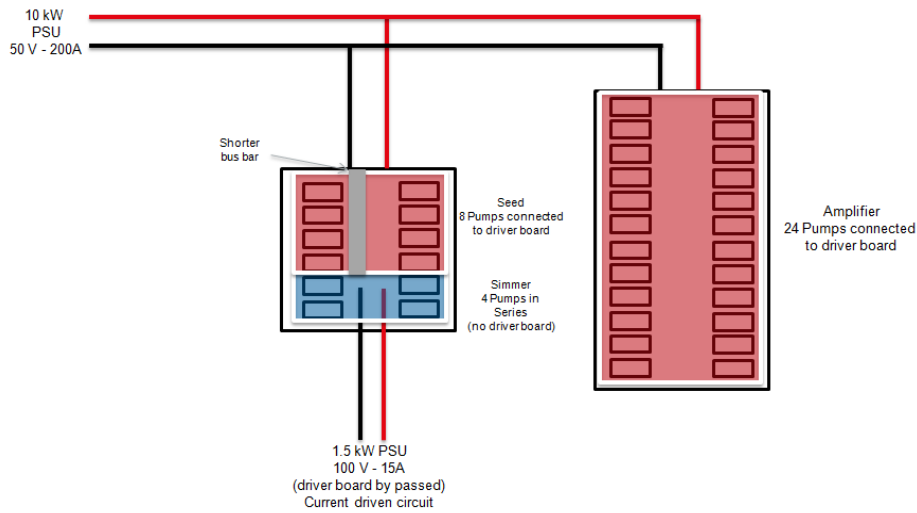 10 kW
PSU
50 V - 200A
Shorter
bus bar
Seed
8 Pumps connected
to driver board
Simmer
4 Pumps in
Series
(no driver board)
Amplifier
24 Pumps connected
to driver board
1.5 kW PSU
100 V - 15A
(driver board by passed)
Current driven circuit